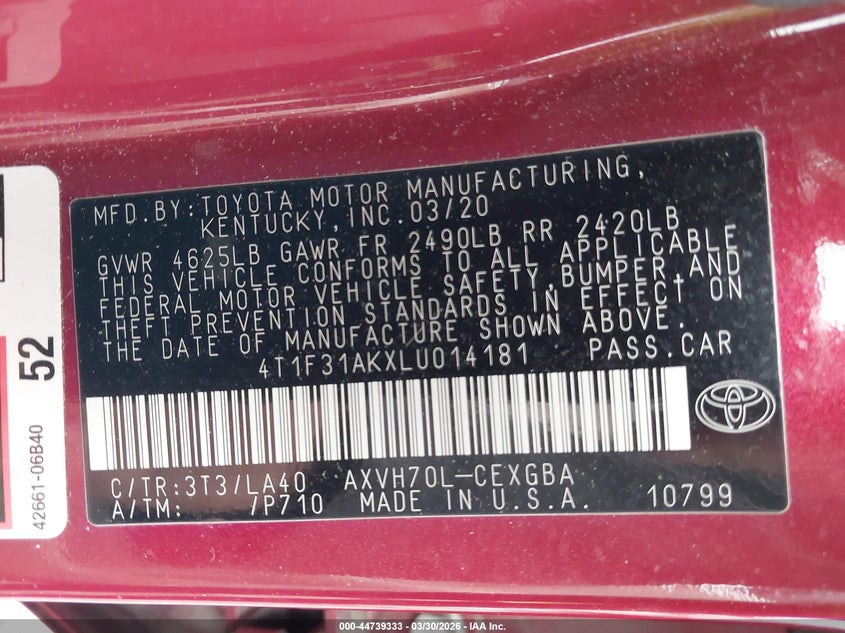 MFD.BY:TOYOTA MOTOR MANUFACTURING,
KENTUCKY,INC.03/20
GVWR 4625LB GAWR FR 2490LB RR 2420LB
THIS VEHICLE CONFORMS TO ALL APPLICABLE
FEDERAL MOTOR VEHICLE SAFETY,BUMPER,AND
THEFT PREVENTION STANDARDS IN EFFECT ON
THE DATE OF MANUFACTURE SHOWN ABOVE.
4T1F31AKXLU014181 PASS.CAR
C/TR:3T3/LA40 AXVH70L-CEXGBA
A/TM: /P710 MADE IN U.S.A. 10799
52
42661-06B40
000-44739333 - 03/30/2026 - IAA Inc.